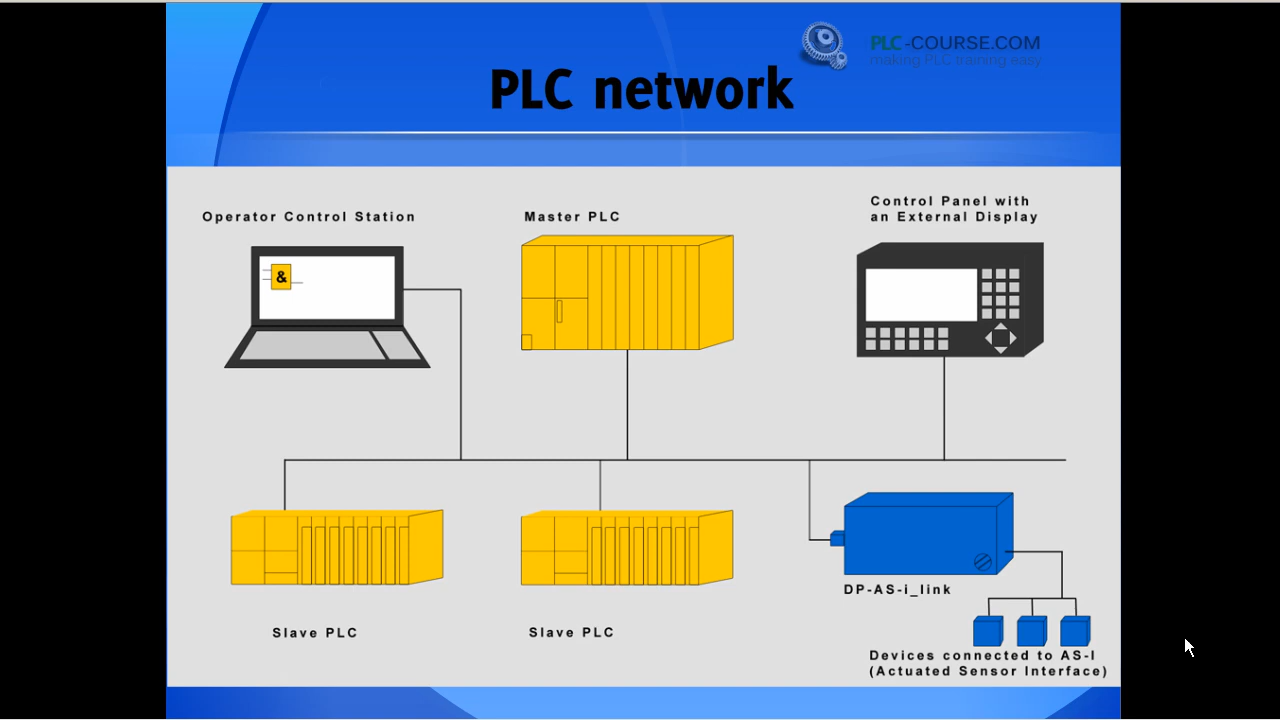 PLC-COURSE.COM
making PLC training easy
PLC network
Operator Control Station
Master PLC
Control Panel with
an External Display
&
DP-AS-i_link
Slave PLC
Slave PLC
Devices connected to AS-I
(Actuated Sensor Interface)